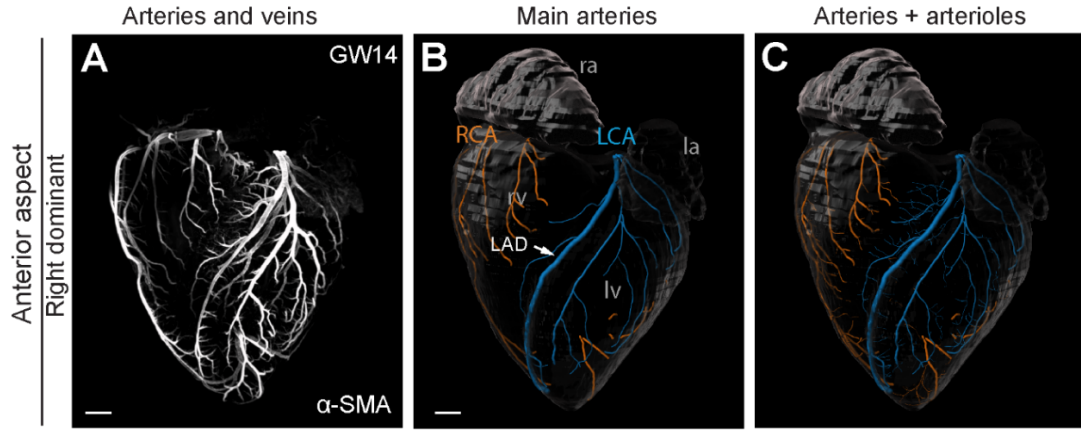 Arteries and veins
Main arteries
Arteries + arterioles
Anterior aspect
Right dominant
A
GW14
α-SMA
B
ra
RCA
LCA
la
rv
LAD
lv
C